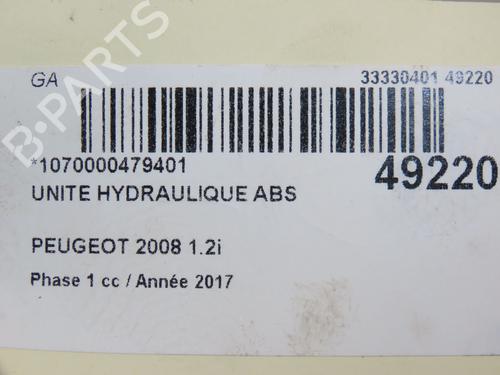 GA 33330401 49220
*1070000479401 49220
UNITE HYDRAULIQUE ABS
PEUGEOT 2008 1.2i
Phase 1 cc / Année 2017
B-PARTS